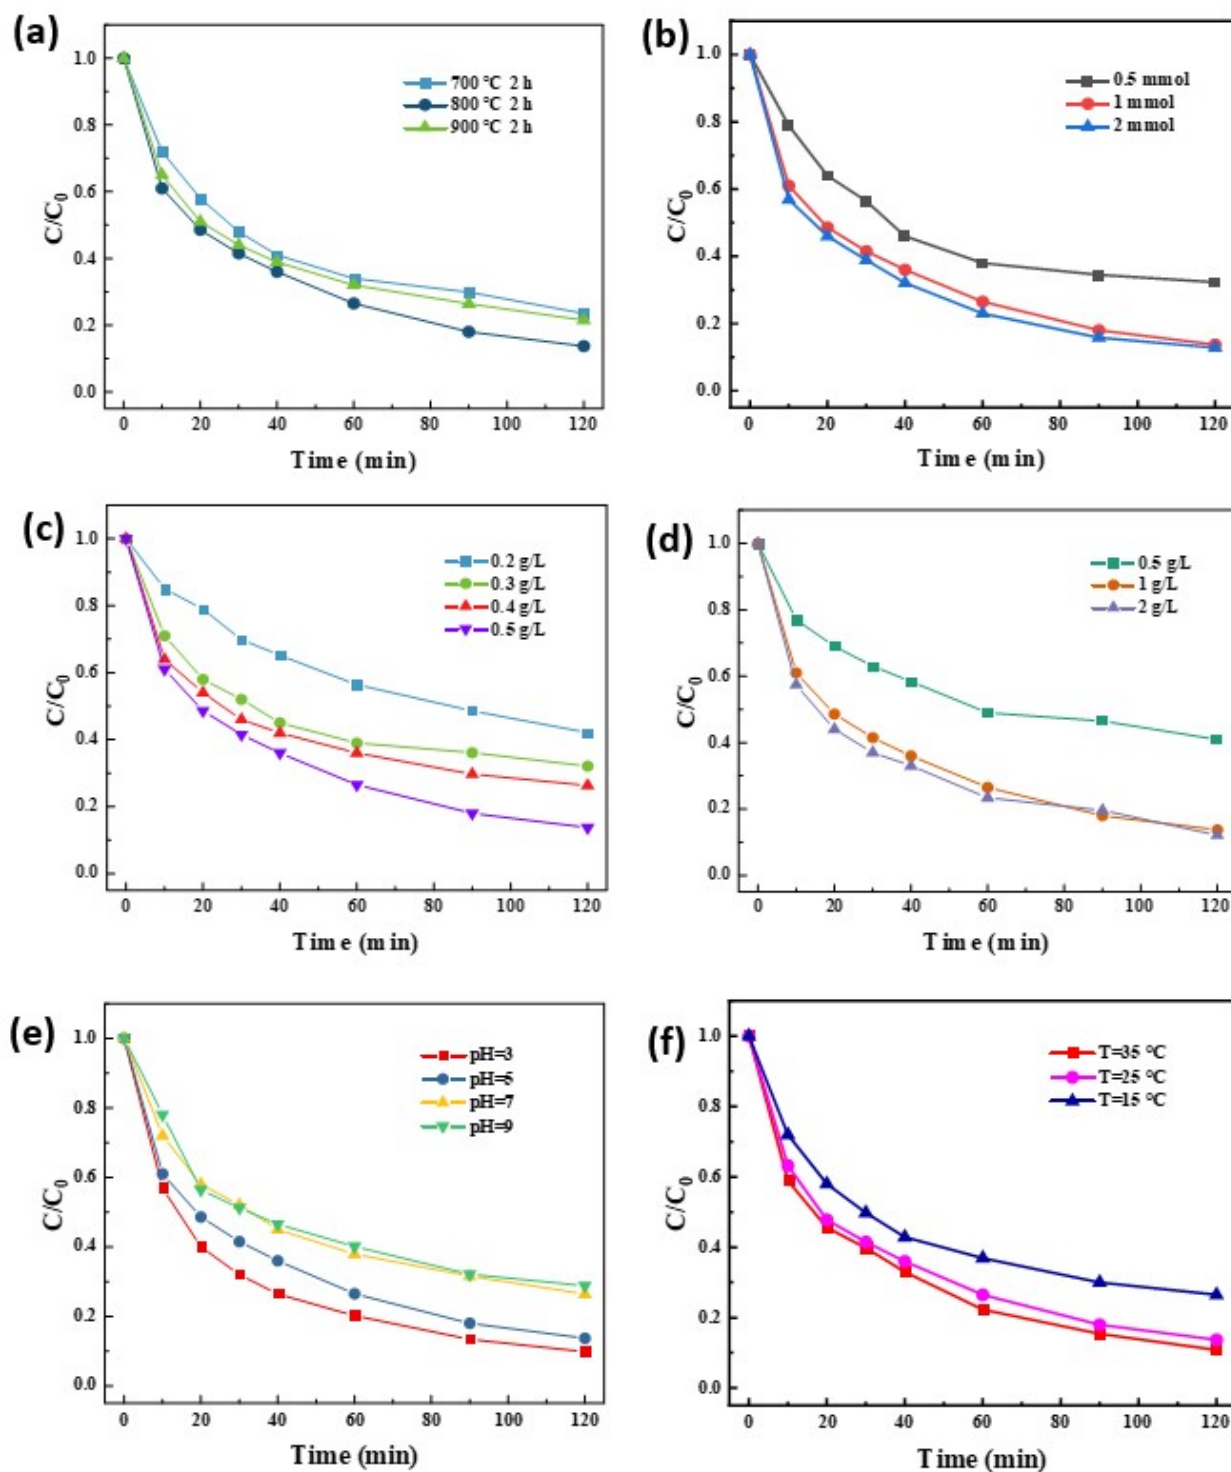 (a)
1.0
0.8
0.6
0.4
0.2
0.0
C/C0
700 °C 2 h
800 °C 2 h
900 °C 2 h
0 20 40 60 80 100 120
Time (min)
(b)
1.0
0.8
0.6
0.4
0.2
0.0
C/C0
0.5 mmol
1 mmol
2 mmol
0 20 40 60 80 100 120
Time (min)
(c)
1.0
0.8
0.6
0.4
0.2
0.0
C/C0
0.2 g/L
0.3 g/L
0.4 g/L
0.5 g/L
0 20 40 60 80 100 120
Time (min)
(d)
1.0
0.8
0.6
0.4
0.2
0.0
C/C0
0.5 g/L
1 g/L
2 g/L
0 20 40 60 80 100 120
Time (min)
(e)
1.0
0.8
0.6
0.4
0.2
0.0
C/C0
pH=3
pH=5
pH=7
pH=9
0 20 40 60 80 100 120
Time (min)
(f)
1.0
0.8
0.6
0.4
0.2
0.0
C/C0
T=35 °C
T=25 °C
T=15 °C
0 20 40 60 80 100 120
Time (min)